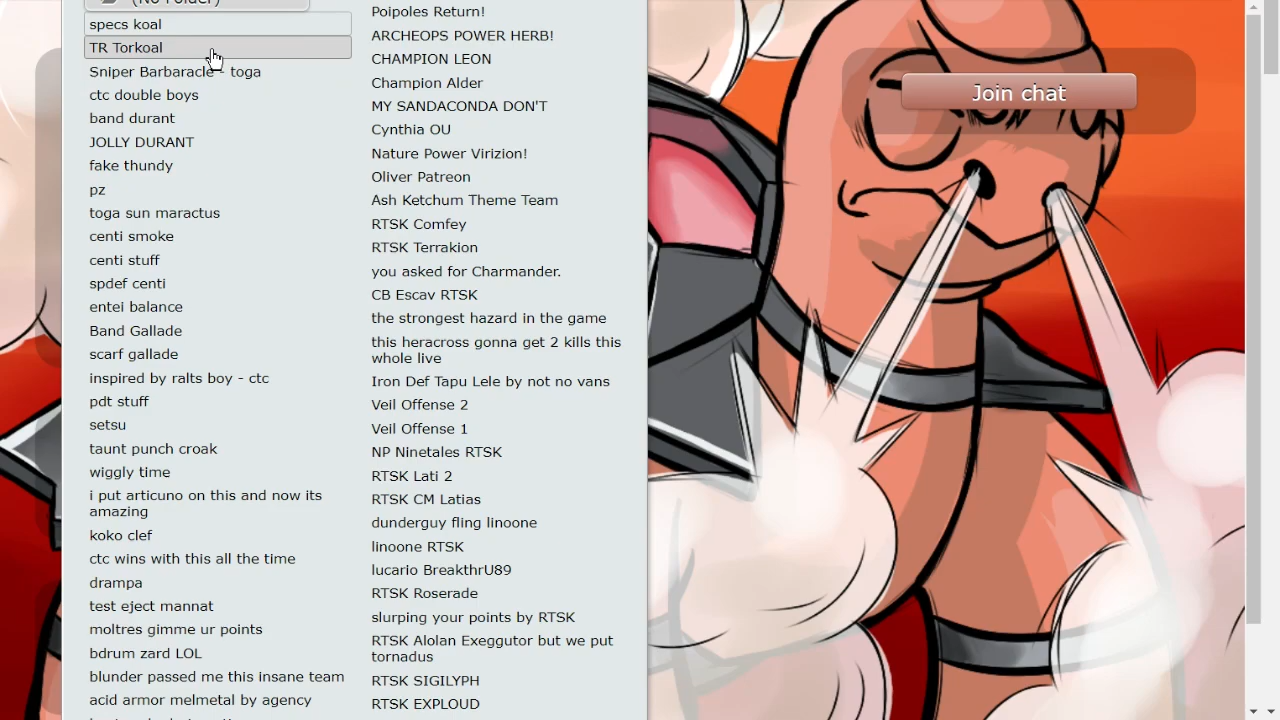 (No Folder)
specs koal
TR Torkoal
Sniper Barbaracle - toga
ctc double boys
band durant
JOLLY DURANT
fake thundy
pz
toga sun maractus
centi smoke
centi stuff
spdef centi
entei balance
Band Gallade
scarf gallade
inspired by ralts boy - ctc
pdt stuff
setsu
taunt punch croak
wiggly time
i put articuno on this and now its
amazing
koko clef
ctc wins with this all the time
drampa
test eject mannat
moltres gimme ur points
bdrum zard LOL
blunder passed me this insane team
acid armor melmetal by agency
Poipoles Return!
ARCHEOPS POWER HERB!
CHAMPION LEON
Champion Alder
MY SANDACONDA DON'T
Cynthia OU
Nature Power Virizion!
Oliver Patreon
Ash Ketchum Theme Team
RTSK Comfey
RTSK Terrakion
you asked for Charmander.
CB Escav RTSK
the strongest hazard in the game
this heracross gonna get 2 kills this
whole live
Iron Def Tapu Lele by not no vans
Veil Offense 2
Veil Offense 1
NP Ninetales RTSK
RTSK Lati 2
RTSK CM Latias
dunderguy fling linoone
linoone RTSK
lucario BreakthrU89
RTSK Roserade
slurping your points by RTSK
RTSK Alolan Exeggutor but we put
tornadus
RTSK SIGILYPH
RTSK EXPLOUD
Join chat